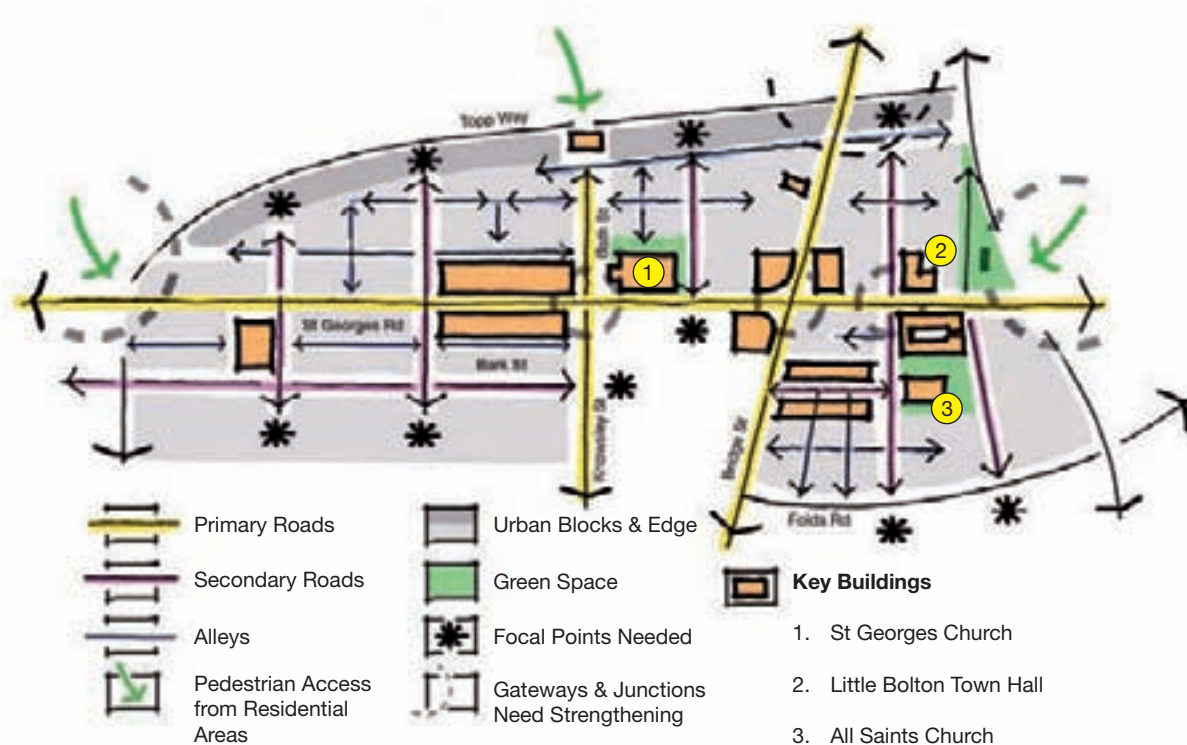 Topp Way
Bath St
1
2
St Georges Rd
Bark St
3
Knowsley St
Bridge St
Folds Rd
Primary Roads
Secondary Roads
Alleys
Pedestrian Access
from Residential
Areas
Urban Blocks & Edge
Green Space
Focal Points Needed
Gateways & Junctions
Need Strengthening
Key Buildings
1. St Georges Church
2. Little Bolton Town Hall
3. All Saints Church